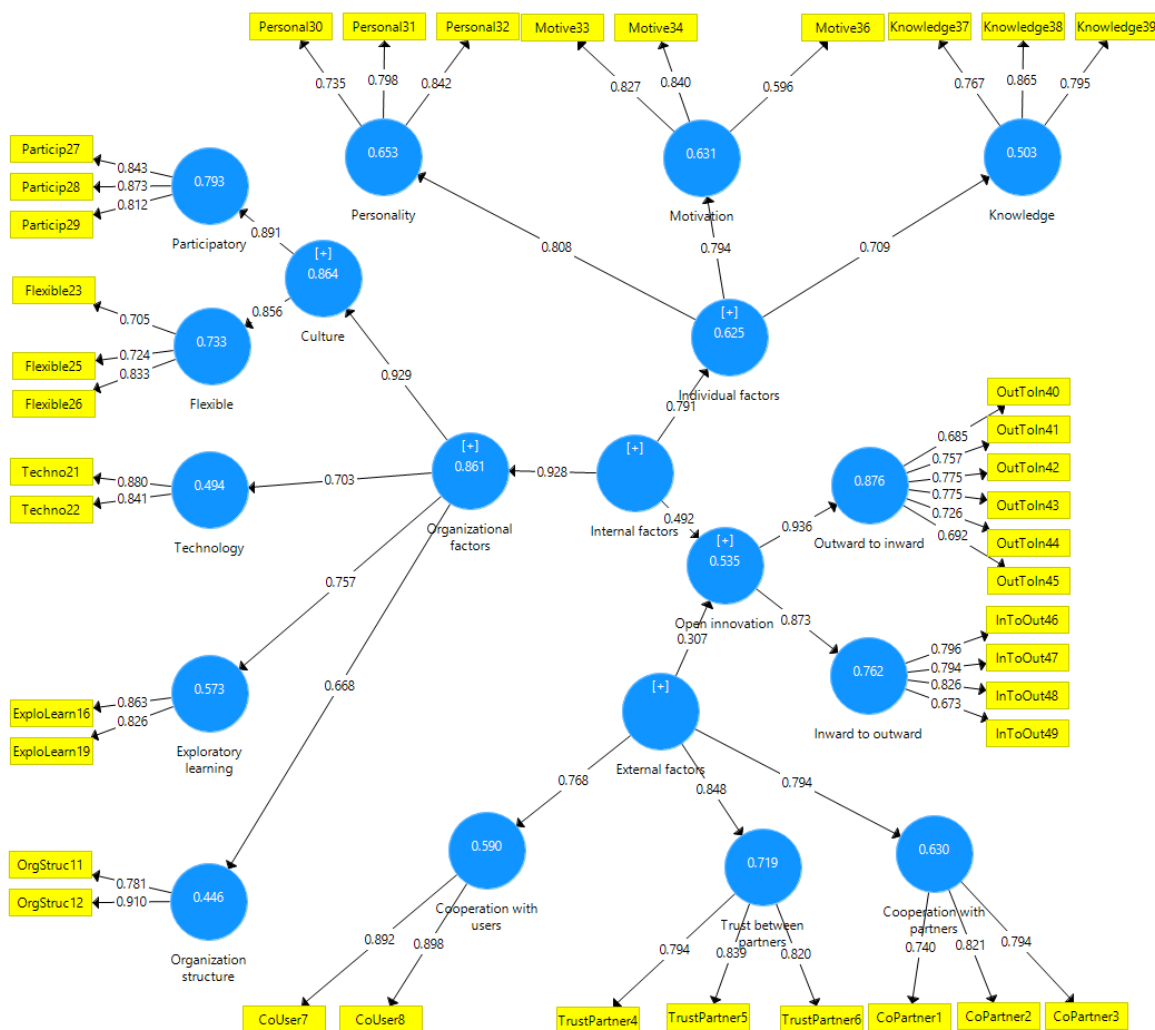 Personal30
Personal31
Personal32
Motive33
Motive34
Motive36
Knowledge37
Knowledge38
Knowledge39
0.735
0.798
0.842
0.827
0.840
0.596
0.767
0.865
0.795
Particip27
Particip28
Particip29
0.843
0.873
0.812
0.793
Participatory
0.653
Personality
0.631
Motivation
0.503
Knowledge
0.891
0.808
0.794
0.709
[+]
0.864
Culture
Flexible23
Flexible25
Flexible26
0.705
0.724
0.833
0.733
Flexible
0.856
[+]
0.625
Individual factors
0.929
0.791
OutToIn40
OutToIn41
OutToIn42
OutToIn43
OutToIn44
OutToIn45
0.685
0.757
0.775
0.775
0.726
0.692
0.876
Outward to inward
Techno21
Techno22
0.880
0.841
0.494
Technology
0.703
[+]
0.861
Organizational
factors
0.928
[+]
Internal factors
0.492
0.936
[+]
0.535
Open innovation
0.873
0.307
InToOut46
InToOut47
InToOut48
InToOut49
0.796
0.794
0.826
0.673
0.762
Inward to outward
0.757
0.668
ExploLearn16
ExploLearn19
0.863
0.826
0.573
Exploratory
learning
[+]
External factors
0.768
0.848
0.794
OrgStruc11
OrgStruc12
0.781
0.910
0.446
Organization
structure
0.590
Cooperation with
users
0.719
Trust between
partners
0.630
Cooperation with
partners
0.892
0.898
0.794
0.839
0.820
0.740
0.821
0.794
CoUser7
CoUser8
TrustPartner4
TrustPartner5
TrustPartner6
CoPartner1
CoPartner2
CoPartner3